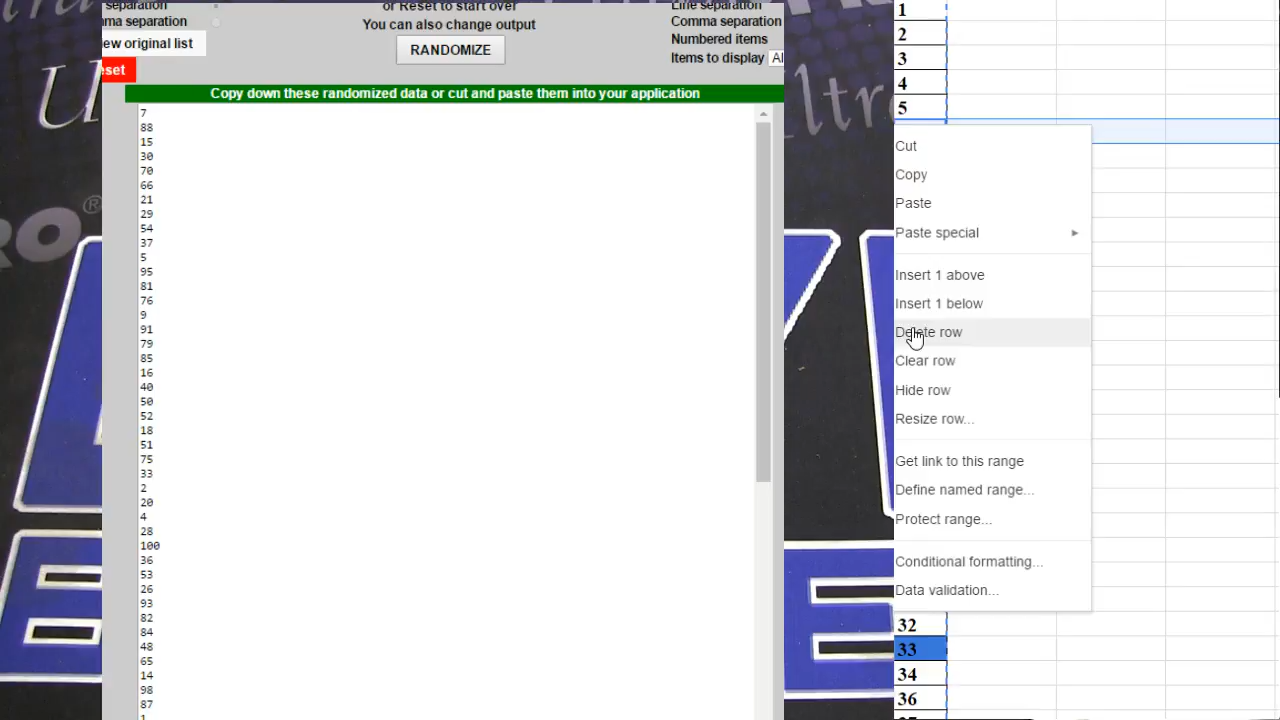 separation
mma separation
ew original list
set
or Reset to start over
You can also change output
RANDOMIZE
Line separation
Comma separation
Numbered items
Items to display Al
Copy down these randomized data or cut and paste them into your application
7
88
15
30
70
66
21
29
54
37
5
95
81
76
9
91
79
85
16
40
50
52
18
51
75
33
2
20
4
28
100
36
53
26
93
82
84
48
65
14
98
87
1
®
1
2
3
4
5
Cut
Copy
Paste
Paste special
Insert 1 above
Insert 1 below
Delete row
Clear row
Hide row
Resize row...
Get link to this range
Define named range...
Protect range...
Conditional formatting...
Data validation...
32
33
34
36
37